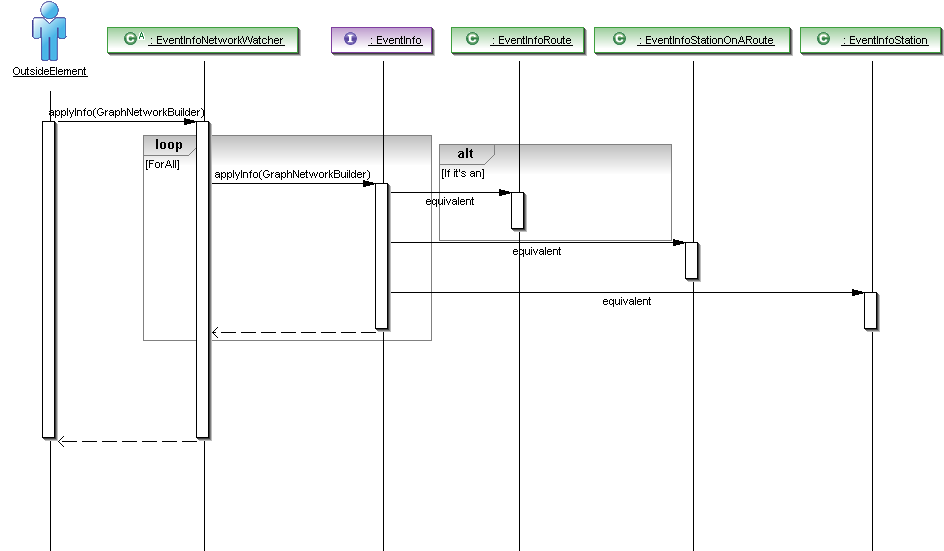 OutsideElement
C A : EventInfoNetworkWatcher
I : EventInfo
C : EventInfoRoute
C : EventInfoStationOnARoute
C : EventInfoStation
applyInfo(GraphNetworkBuilder)
loop
[ForAll]
alt
[If it's an]
applyInfo(GraphNetworkBuilder)
equivalent
equivalent
equivalent